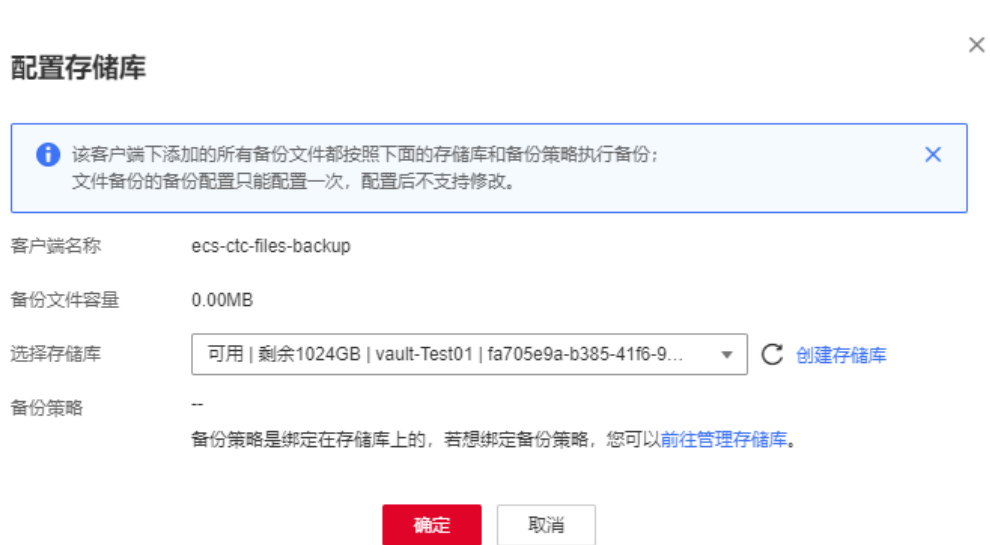 配置存储库
该客户端下添加的所有备份文件都按照下面的存储库和备份策略执行备份；
文件备份的备份配置只能配置一次，配置后不支持修改。
客户端名称 ecs-ctc-files-backup
备份文件容量 0.00MB
选择存储库 可用 | 剩余1024GB | vault-Test01 | fa705e9a-b385-41f6-9... 创建存储库
备份策略 --
备份策略是绑定在存储库上的，若想绑定备份策略，您可以前往管理存储库。
确定 取消